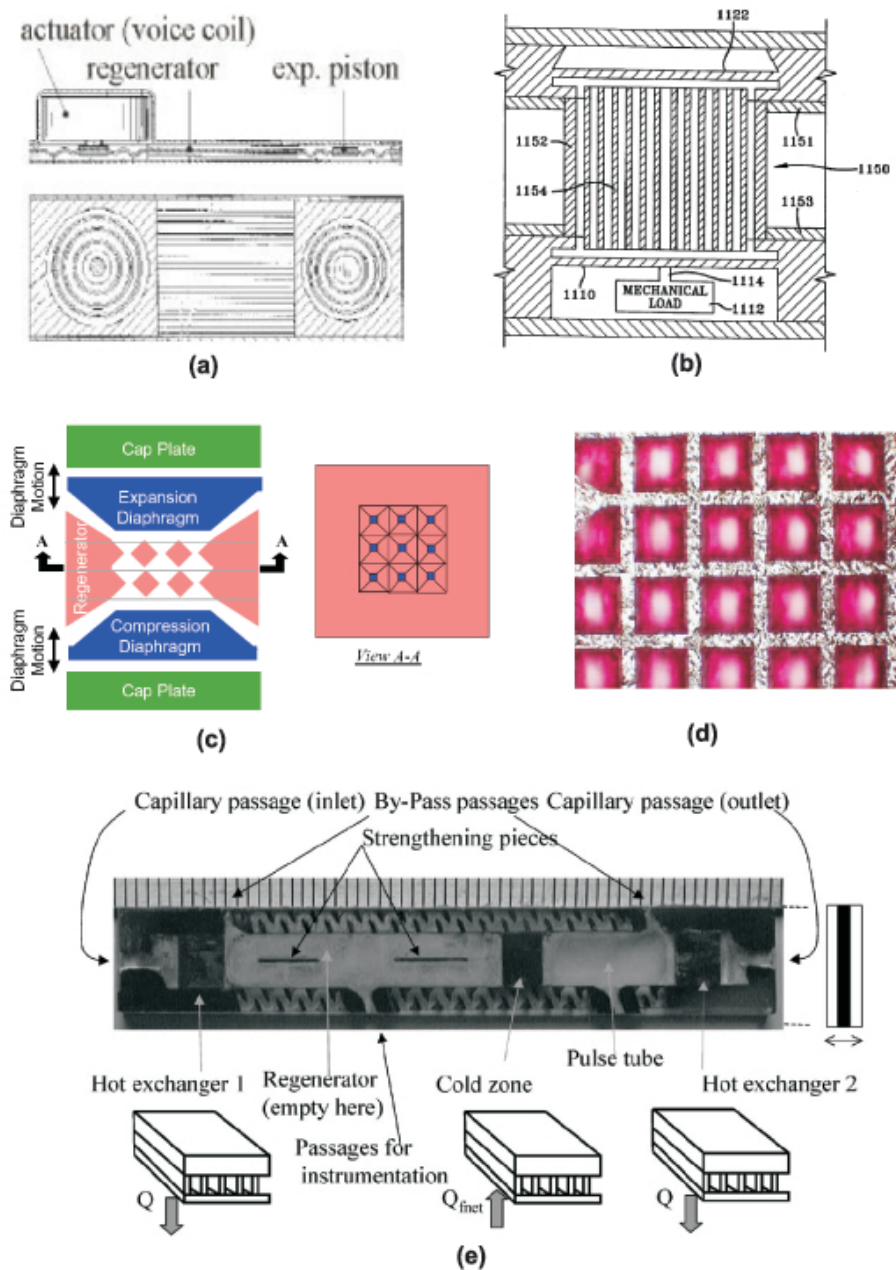 actuator (voice coil)
regenerator
exp. piston
(a)
1122
1152
1154
1151
1150
1153
1110
1114
MECHANICAL
LOAD
1112
(b)
Diaphragm
Motion
Cap Plate
Expansion
Diaphragm
Regenerator
A
A
Compression
Diaphragm
Diaphragm
Motion
Cap Plate
View A-A
(c)
(d)
Capillary passage (inlet)
By-Pass passages
Capillary passage (outlet)
Strengthening pieces
Hot exchanger 1
Regenerator
(empty here)
Passages for
instrumentation
Cold zone
Pulse tube
Hot exchanger 2
Q
Qfnet
Q
(e)